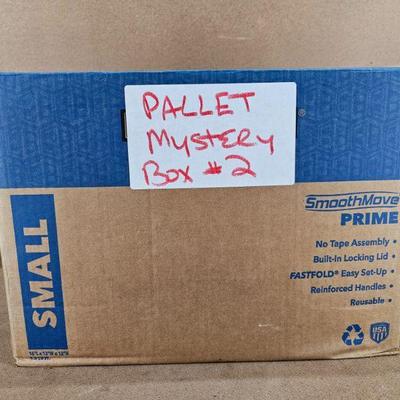 PALLET
MysTERy
Box #2
®
SmoothMove
PRIME
No Tape Assembly •
Built-In Locking Lid •
FASTFOLD® Easy Set-Up •
Reinforced Handles •
Reusable •
SMALL
USA